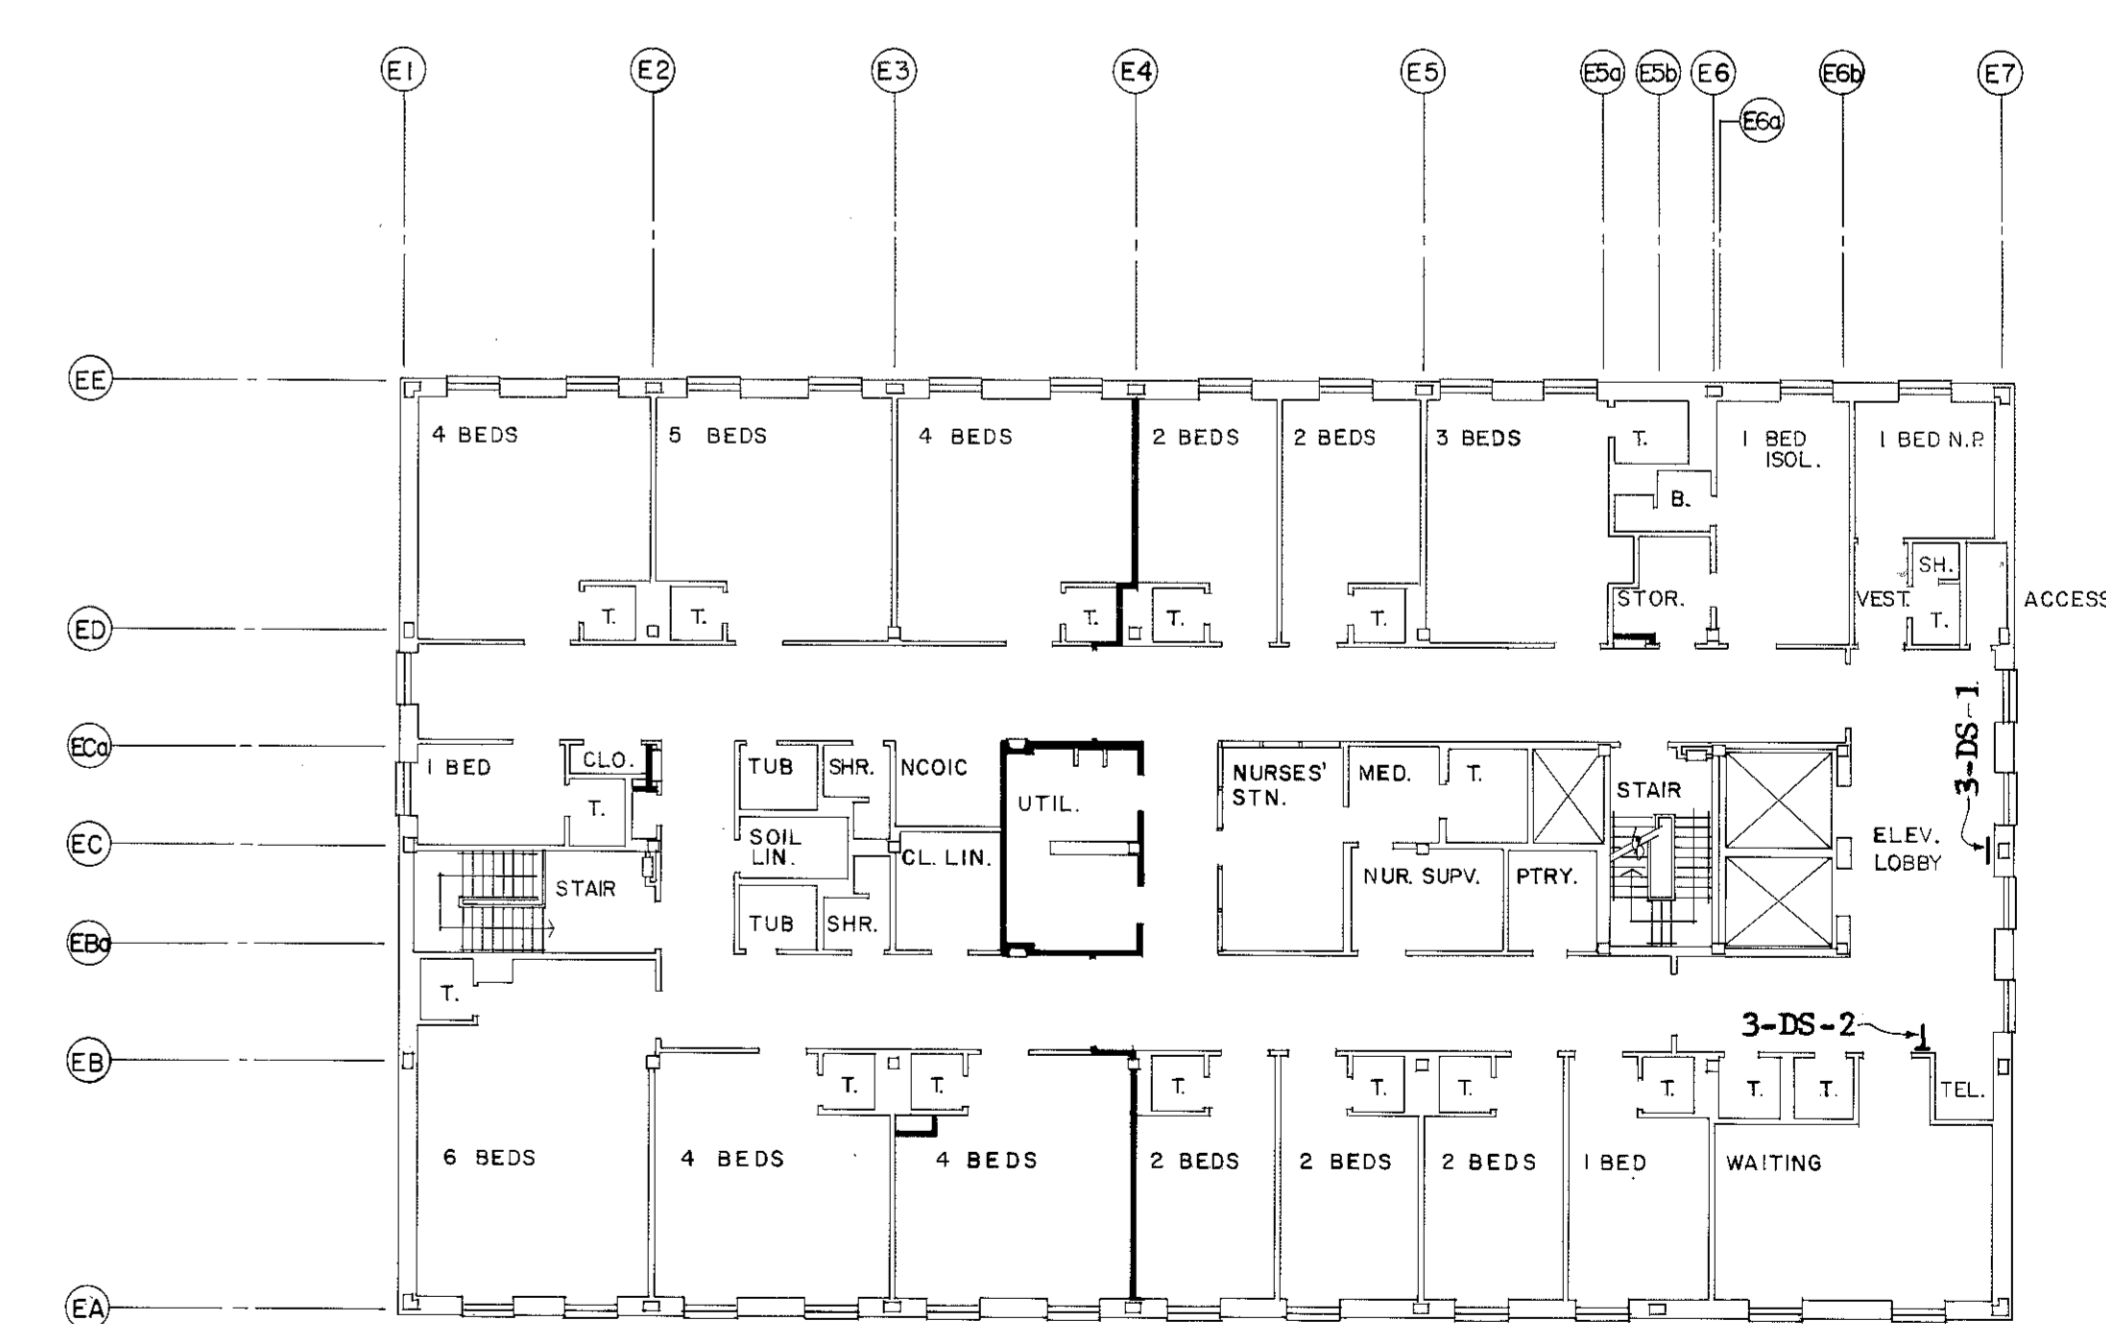 E1
E2
E3
E4
E5
E5a
E5b
E6
E6b
E7
E6a
EE
4 BEDS
5 BEDS
4 BEDS
2 BEDS
2 BEDS
3 BEDS
T.
1 BED
ISOL.
1 BED N.P.
B.
SH.
ED
T.
T.
T.
T.
T.
STOR.
VEST.
T.
ACCESS
3-DS-1
ECa
1 BED
CLO.
T.
TUB
SHR.
NCOIC
UTIL.
NURSES'
STN.
MED.
T.
STAIR
EC
SOIL
LIN.
CL. LIN.
ELEV.
LOBBY
STAIR
NUR. SUPV.
PTRY.
EBa
TUB
SHR.
T.
3-DS-2
EB
T.
T.
T.
T.
T.
T.
T.
T.
TEL.
6 BEDS
4 BEDS
4 BEDS
2 BEDS
2 BEDS
2 BEDS
1 BED
WAITING
EA